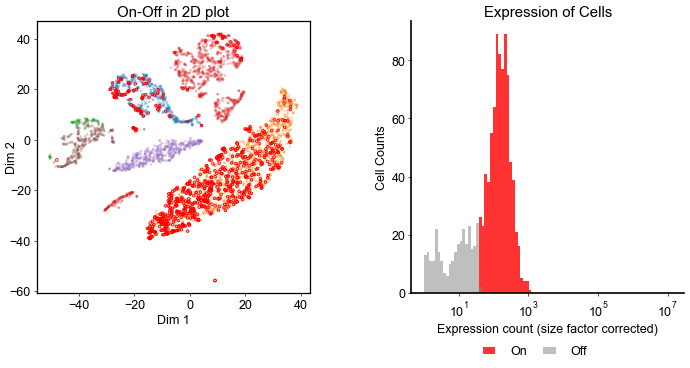 On-Off in 2D plot
Dim 2
40
20
0
−20
−40
−60
−40
−20
0
20
40
Dim 1
Expression of Cells
Cell Counts
80
60
40
20
0
10^1
10^3
10^5
10^7
Expression count (size factor corrected)
On
Off